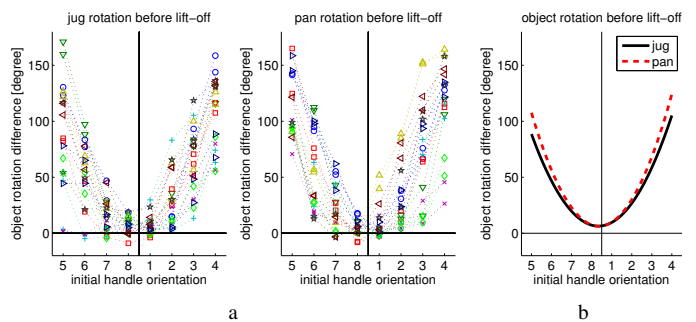 jug rotation before lift-off
object rotation difference [degree]
150
100
50
0
5 6 7 8 1 2 3 4
initial handle orientation
pan rotation before lift-off
object rotation difference [degree]
150
100
50
0
5 6 7 8 1 2 3 4
initial handle orientation
a
object rotation before lift-off
jug
pan
object rotation difference [degree]
150
100
50
0
5 6 7 8 1 2 3 4
initial handle orientation
b